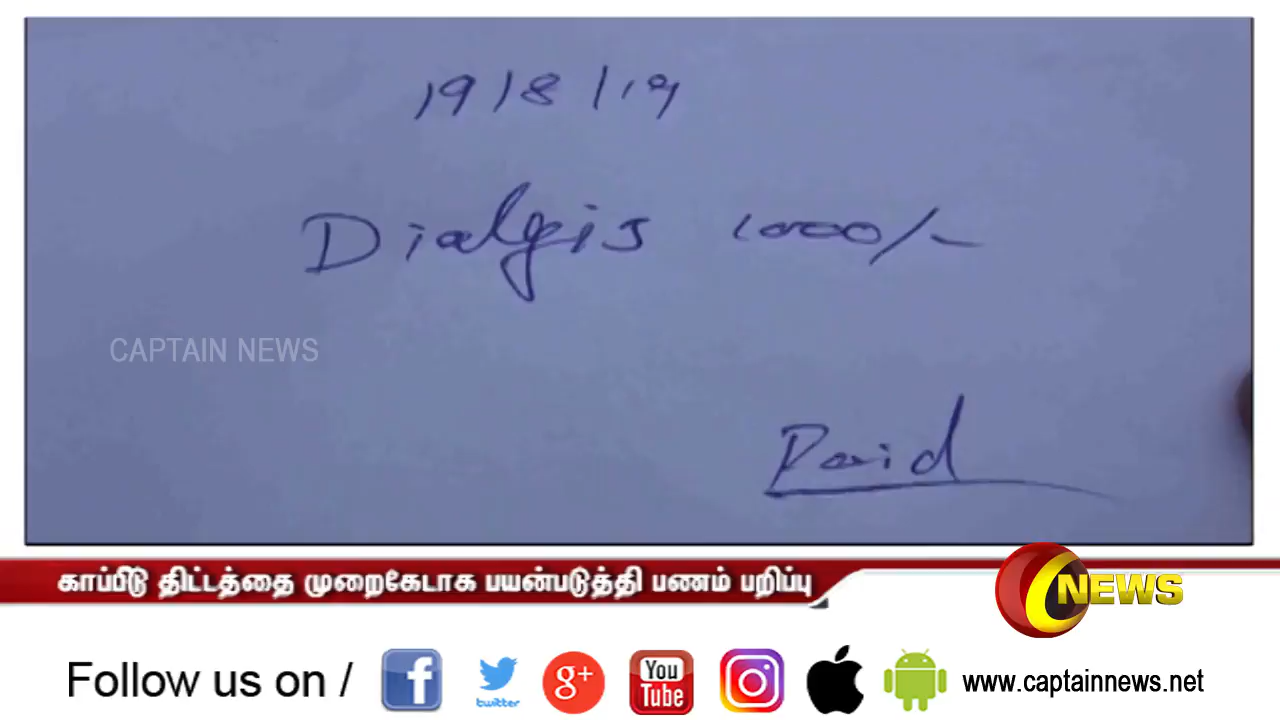 19/8/19
Dialysis 1000/-
CAPTAIN NEWS
Paid
காப்பீடு திட்டத்தை முறைகேடாக பயன்படுத்தி பணம் பறிப்பு
NEWS
Follow us on / f twitter g+ You Tube www.captainnews.net